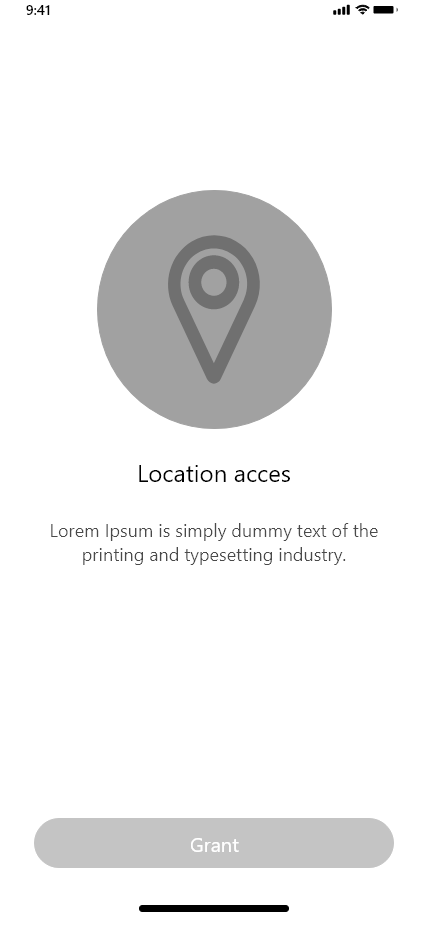 9:41
Location acces
Lorem Ipsum is simply dummy text of the
printing and typesetting industry.
Grant